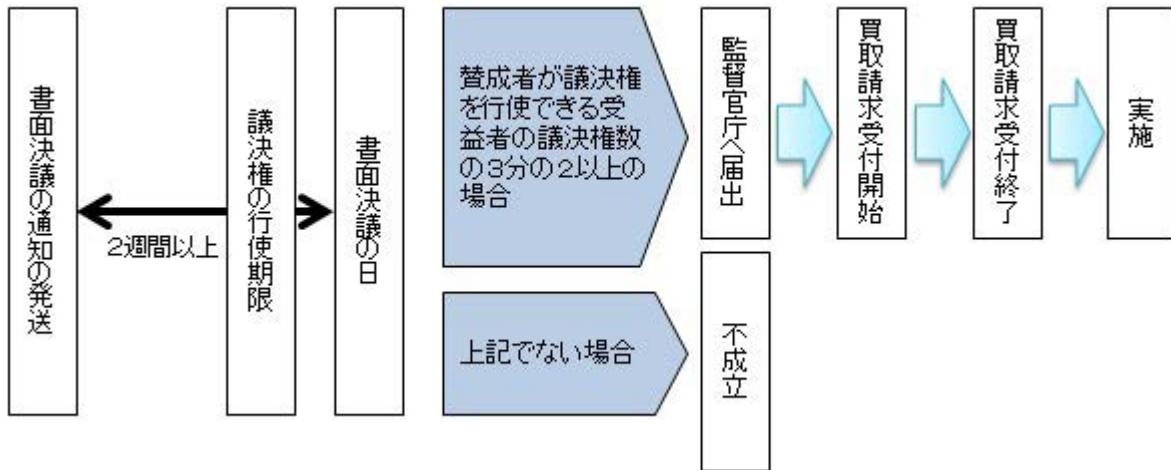 書面決議の通知の発送
2週間以上
議決権の行使期限
書面決議の日
賛成者が議決権
を行使できる受
益者の議決権数
の3分の2以上の
場合
監督官庁へ届出
買取請求受付開始
買取請求受付終了
実施
上記でない場合
不成立